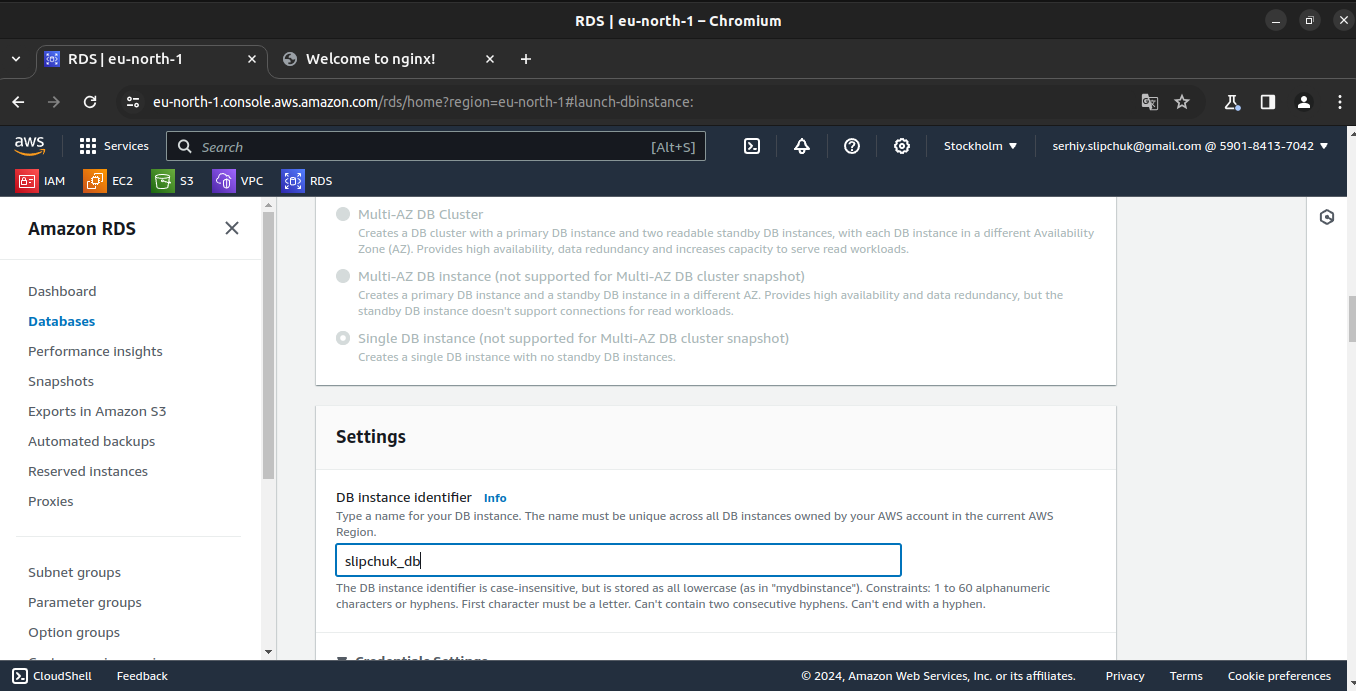 RDS | eu-north-1 – Chromium
RDS | eu-north-1
Welcome to nginx!
eu-north-1.console.aws.amazon.com/rds/home?region=eu-north-1#launch-dbinstance:
aws
Services
Search
[Alt+S]
Stockholm
serhiy.slipchuk@gmail.com @ 5901-8413-7042
IAM
EC2
S3
VPC
RDS
Amazon RDS
Dashboard
Databases
Performance insights
Snapshots
Exports in Amazon S3
Automated backups
Reserved instances
Proxies
Subnet groups
Parameter groups
Option groups
Multi-AZ DB Cluster
Creates a DB cluster with a primary DB instance and two readable standby DB instances, with each DB instance in a different Availability
Zone (AZ). Provides high availability, data redundancy and increases capacity to serve read workloads.
Multi-AZ DB instance (not supported for Multi-AZ DB cluster snapshot)
Creates a primary DB instance and a standby DB instance in a different AZ. Provides high availability and data redundancy, but the
standby DB instance doesn't support connections for read workloads.
Single DB instance (not supported for Multi-AZ DB cluster snapshot)
Creates a single DB instance with no standby DB instances.
Settings
DB instance identifier Info
Type a name for your DB instance. The name must be unique across all DB instances owned by your AWS account in the current AWS
Region.
slipchuk_db
The DB instance identifier is case-insensitive, but is stored as all lowercase (as in "mydbinstance"). Constraints: 1 to 60 alphanumeric
characters or hyphens. First character must be a letter. Can't contain two consecutive hyphens. Can't end with a hyphen.
Credentials Settings
CloudShell
Feedback
© 2024, Amazon Web Services, Inc. or its affiliates.
Privacy
Terms
Cookie preferences